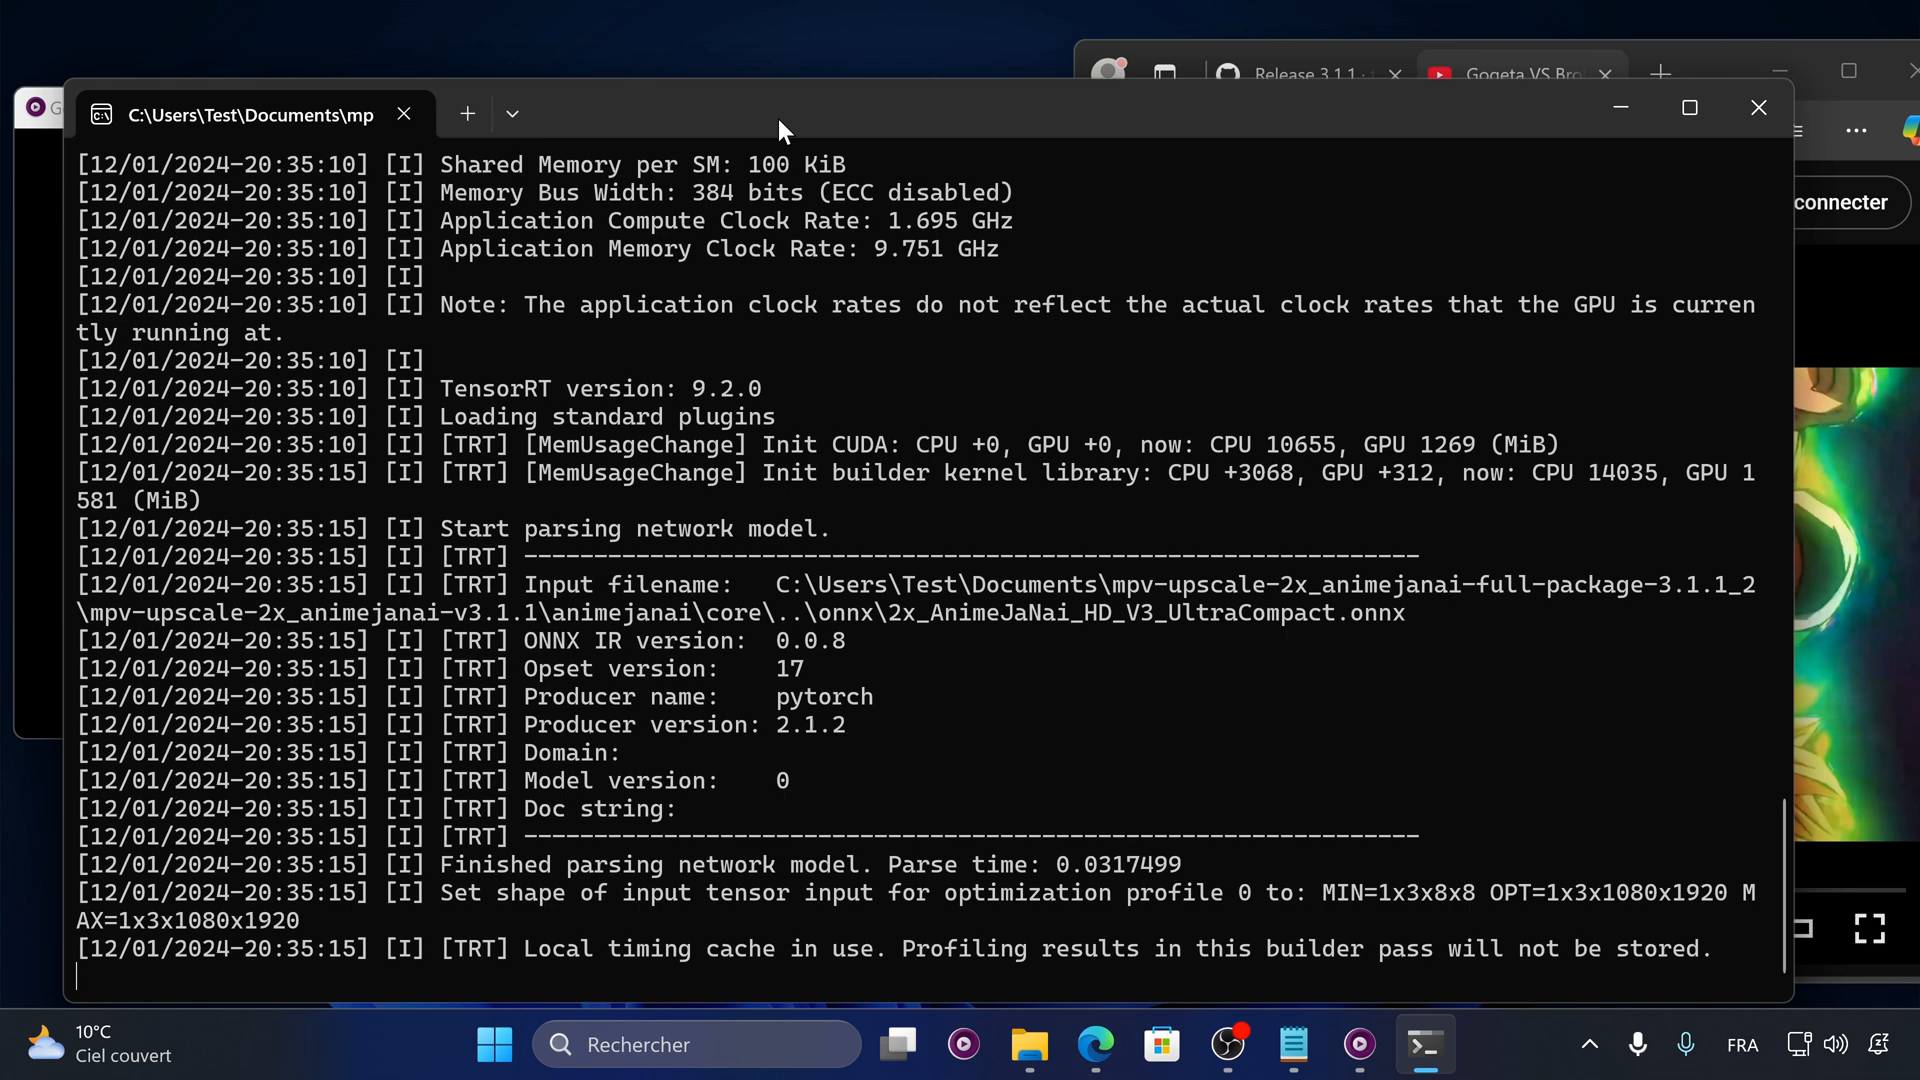 Release 3.1.1
Gogeta VS Bro
G
C:\Users\Test\Documents\mp
connecter
[12/01/2024-20:35:10] [I] Shared Memory per SM: 100 KiB
[12/01/2024-20:35:10] [I] Memory Bus Width: 384 bits (ECC disabled)
[12/01/2024-20:35:10] [I] Application Compute Clock Rate: 1.695 GHz
[12/01/2024-20:35:10] [I] Application Memory Clock Rate: 9.751 GHz
[12/01/2024-20:35:10] [I]
[12/01/2024-20:35:10] [I] Note: The application clock rates do not reflect the actual clock rates that the GPU is curren
tly running at.
[12/01/2024-20:35:10] [I]
[12/01/2024-20:35:10] [I] TensorRT version: 9.2.0
[12/01/2024-20:35:10] [I] Loading standard plugins
[12/01/2024-20:35:10] [I] [TRT] [MemUsageChange] Init CUDA: CPU +0, GPU +0, now: CPU 10655, GPU 1269 (MiB)
[12/01/2024-20:35:15] [I] [TRT] [MemUsageChange] Init builder kernel library: CPU +3068, GPU +312, now: CPU 14035, GPU 1
581 (MiB)
[12/01/2024-20:35:15] [I] Start parsing network model.
[12/01/2024-20:35:15] [I] [TRT] ----------------------------------------------------------------
[12/01/2024-20:35:15] [I] [TRT] Input filename:   C:\Users\Test\Documents\mpv-upscale-2x_animejanai-full-package-3.1.1_2
\mpv-upscale-2x_animejanai-v3.1.1\animejanai\core\..\onnx\2x_AnimeJaNai_HD_V3_UltraCompact.onnx
[12/01/2024-20:35:15] [I] [TRT] ONNX IR version:  0.0.8
[12/01/2024-20:35:15] [I] [TRT] Opset version:    17
[12/01/2024-20:35:15] [I] [TRT] Producer name:    pytorch
[12/01/2024-20:35:15] [I] [TRT] Producer version: 2.1.2
[12/01/2024-20:35:15] [I] [TRT] Domain:
[12/01/2024-20:35:15] [I] [TRT] Model version:    0
[12/01/2024-20:35:15] [I] [TRT] Doc string:
[12/01/2024-20:35:15] [I] [TRT] ----------------------------------------------------------------
[12/01/2024-20:35:15] [I] Finished parsing network model. Parse time: 0.0317499
[12/01/2024-20:35:15] [I] Set shape of input tensor input for optimization profile 0 to: MIN=1x3x8x8 OPT=1x3x1080x1920 M
AX=1x3x1080x1920
[12/01/2024-20:35:15] [I] [TRT] Local timing cache in use. Profiling results in this builder pass will not be stored.
10°C
Ciel couvert
Rechercher
FRA